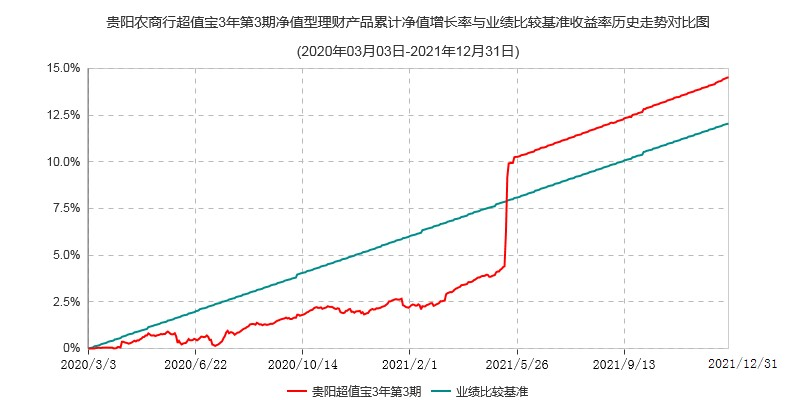 贵阳农商行超值宝3年第3期净值型理财产品累计净值增长率与业绩比较基准收益率历史走势对比图
(2020年03月03日-2021年12月31日)
15.0%
12.5%
10.0%
7.5%
5.0%
2.5%
0%
2020/3/3 2020/6/22 2020/10/14 2021/2/1 2021/5/26 2021/9/13 2021/12/31
贵阳超值宝3年第3期 业绩比较基准